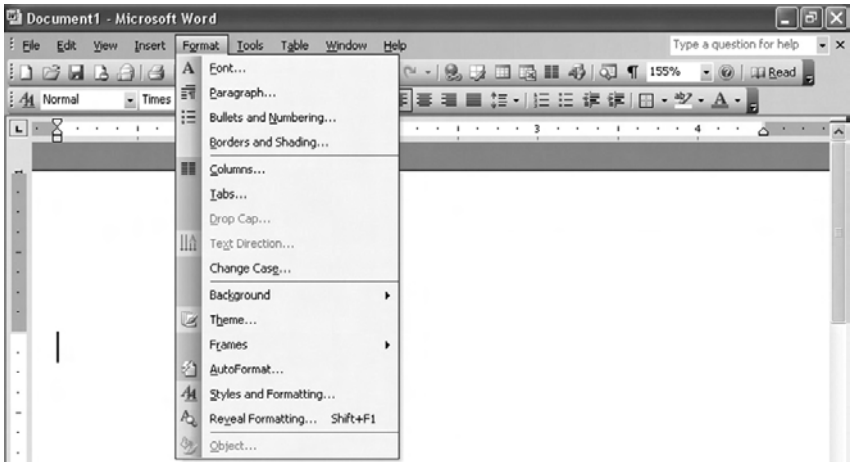 Document1 - Microsoft Word
File Edit View Insert Format Tools Table Window Help Type a question for help
Font...
155% Read
Paragraph...
Normal Times
Bullets and Numbering...
3 4
Borders and Shading...
Columns...
Tabs...
Drop Cap...
Text Direction...
Change Case...
Background
Theme...
Frames
AutoFormat...
Styles and Formatting...
Reveal Formatting... Shift+F1
Object...